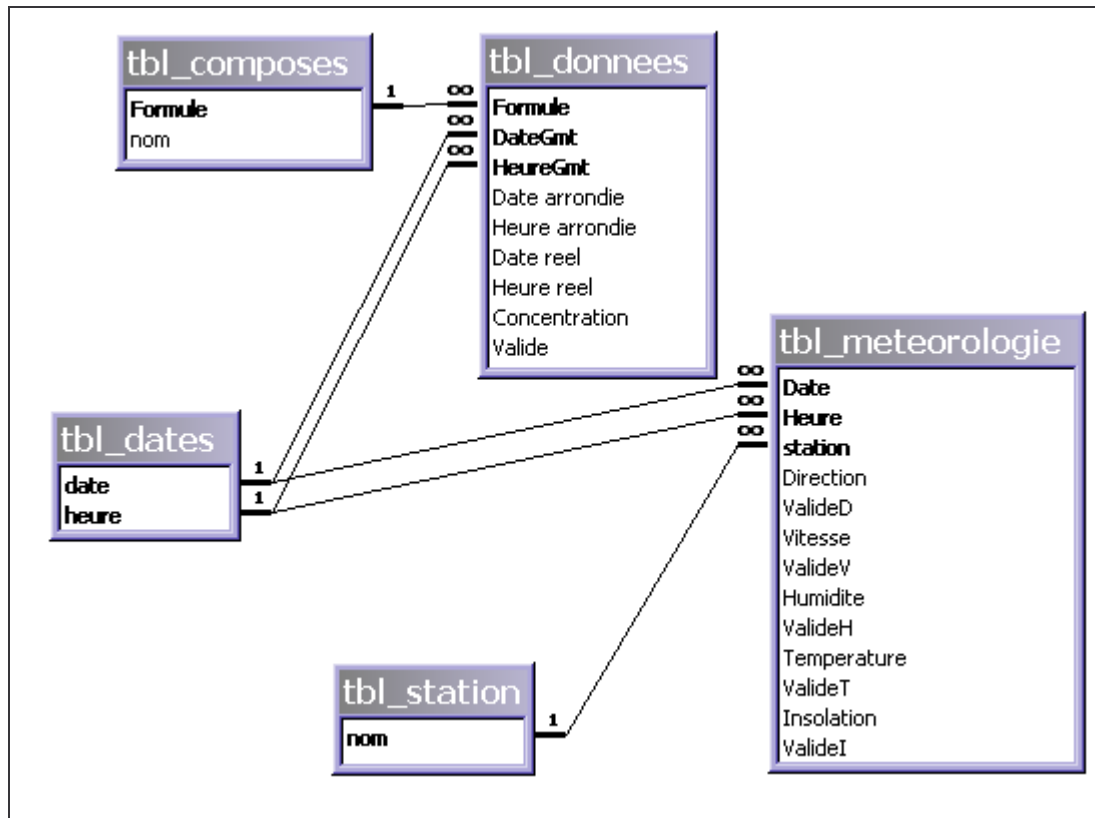 tbl_composes
Formule
nom
1
tbl_donnees
∞
Formule
∞
DateGmt
∞
HeureGmt
Date arrondie
Heure arrondie
Date reel
Heure reel
Concentration
Valide
tbl_dates
date
1
heure
1
tbl_meteorologie
∞
Date
∞
Heure
∞
station
Direction
ValideD
Vitesse
ValideV
Humidite
ValideH
Temperature
ValideT
Insolation
ValideI
tbl_station
nom
1